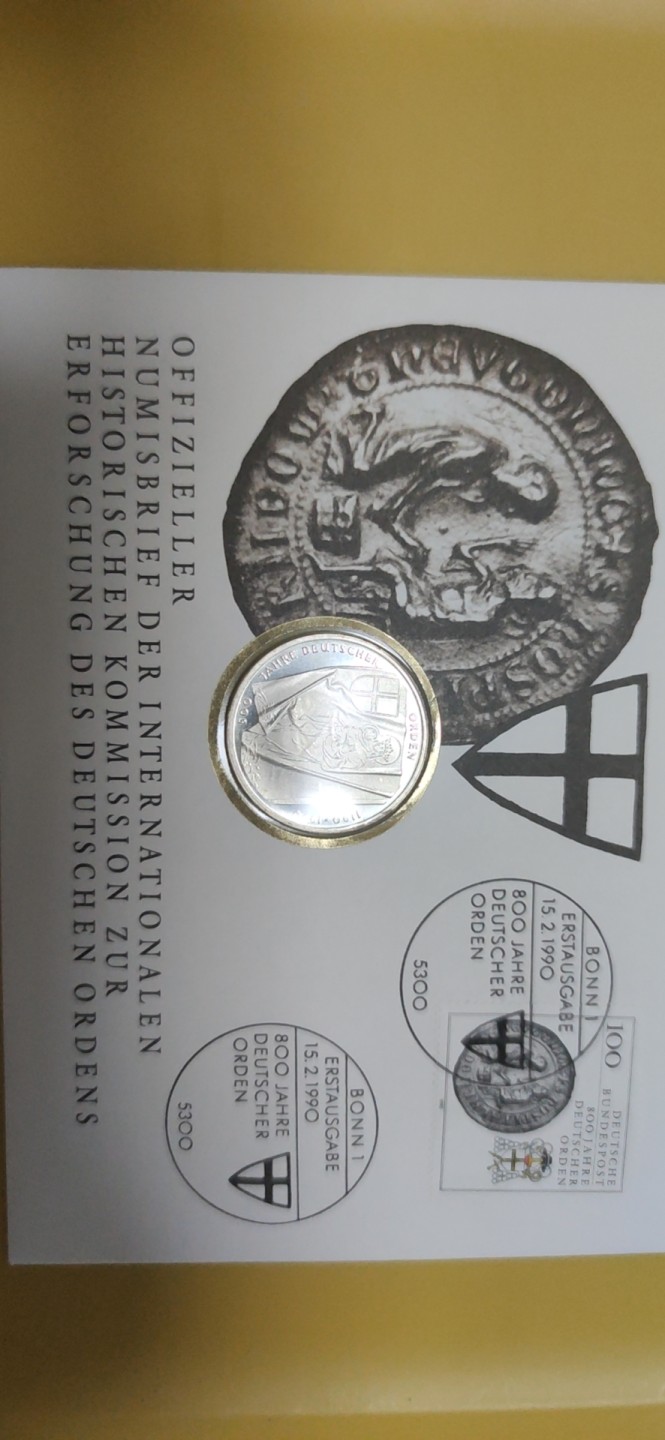 OFFIZIELLER
NUMISBRIEF DER INTERNATIONALEN
HISTORISCHEN KOMMISSION ZUR
ERFORSCHUNG DES DEUTSCHEN ORDENS
800 JAHRE DEUTSCHER ORDEN
BONN 1
ERSTAUSGABE
15.2.1990
800 JAHRE
DEUTSCHER
ORDEN
5300
100
DEUTSCHE
BUNDESPOST
800 JAHRE
DEUTSCHER
ORDEN
BONN 1
ERSTAUSGABE
15.2.1990
800 JAHRE
DEUTSCHER
ORDEN
5300